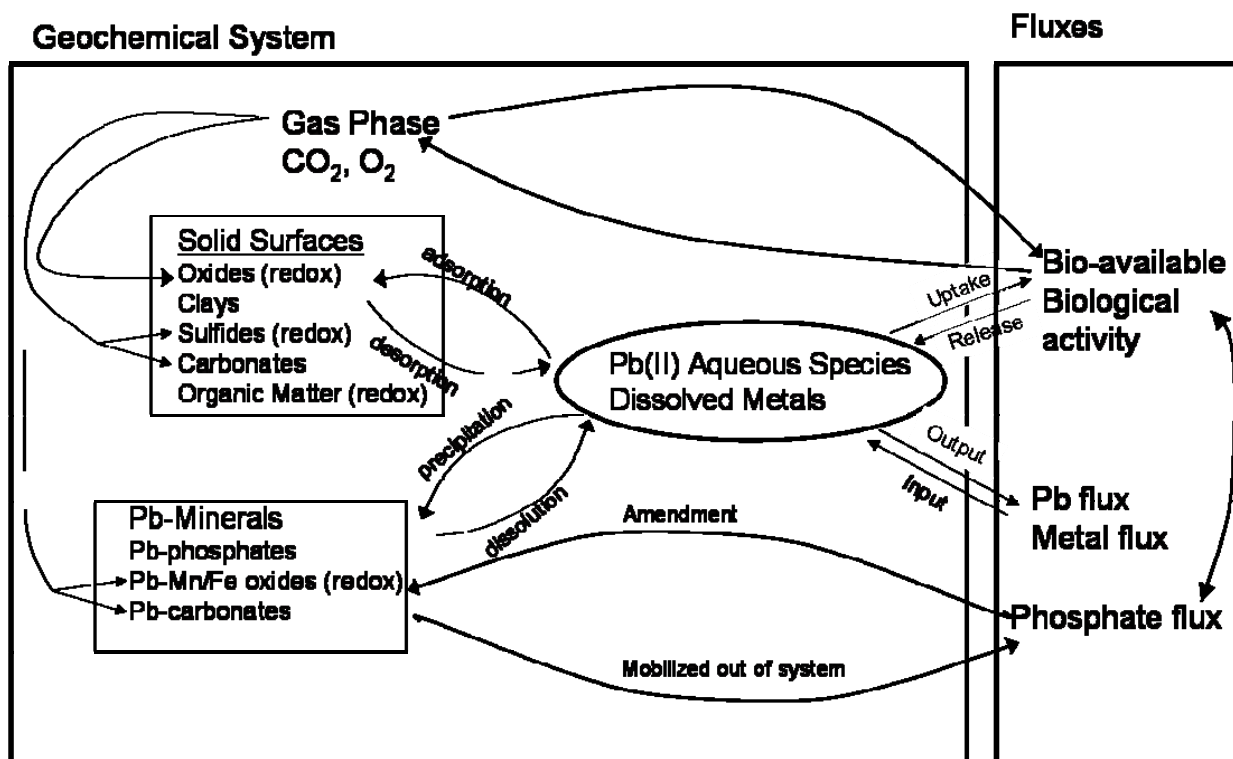 Geochemical System
Fluxes
Gas Phase
CO₂, O₂
Solid Surfaces
Oxides (redox)
Clays
Sulfides (redox)
Carbonates
Organic Matter (redox)
adsorption
desorption
Pb(II) Aqueous Species
Dissolved Metals
Uptake
Release
Bio-available
Biological
activity
precipitation
dissolution
Output
Input
Pb flux
Metal flux
Pb-Minerals
Pb-phosphates
Pb-Mn/Fe oxides (redox)
Pb-carbonates
Amendment
Mobilized out of system
Phosphate flux